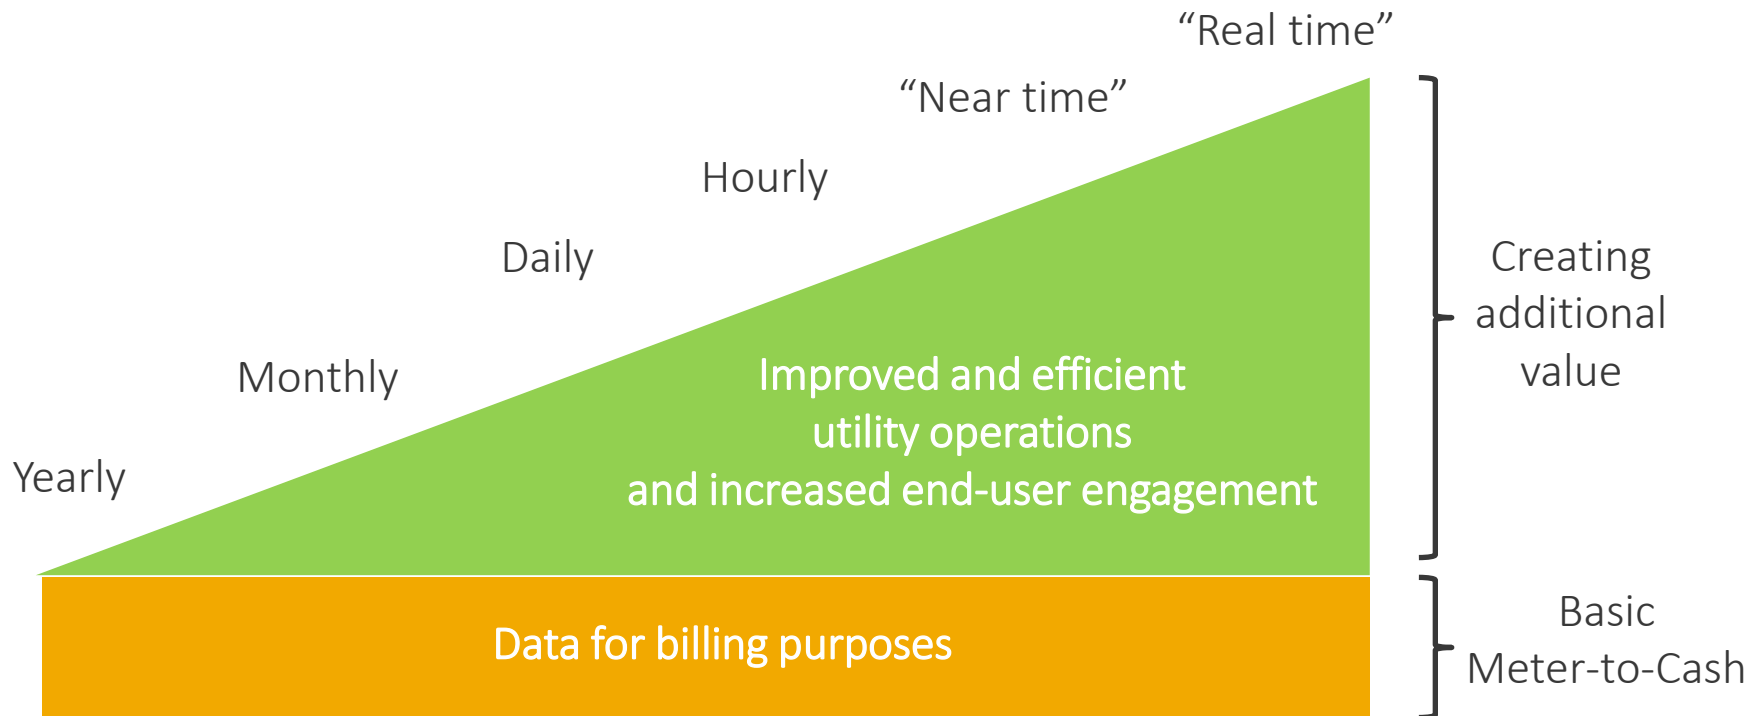 “Real time”
“Near time”
Hourly
Daily
Monthly
Yearly
Improved and efficient
utility operations
and increased end-user engagement
Creating
additional
value
Data for billing purposes
Basic
Meter-to-Cash